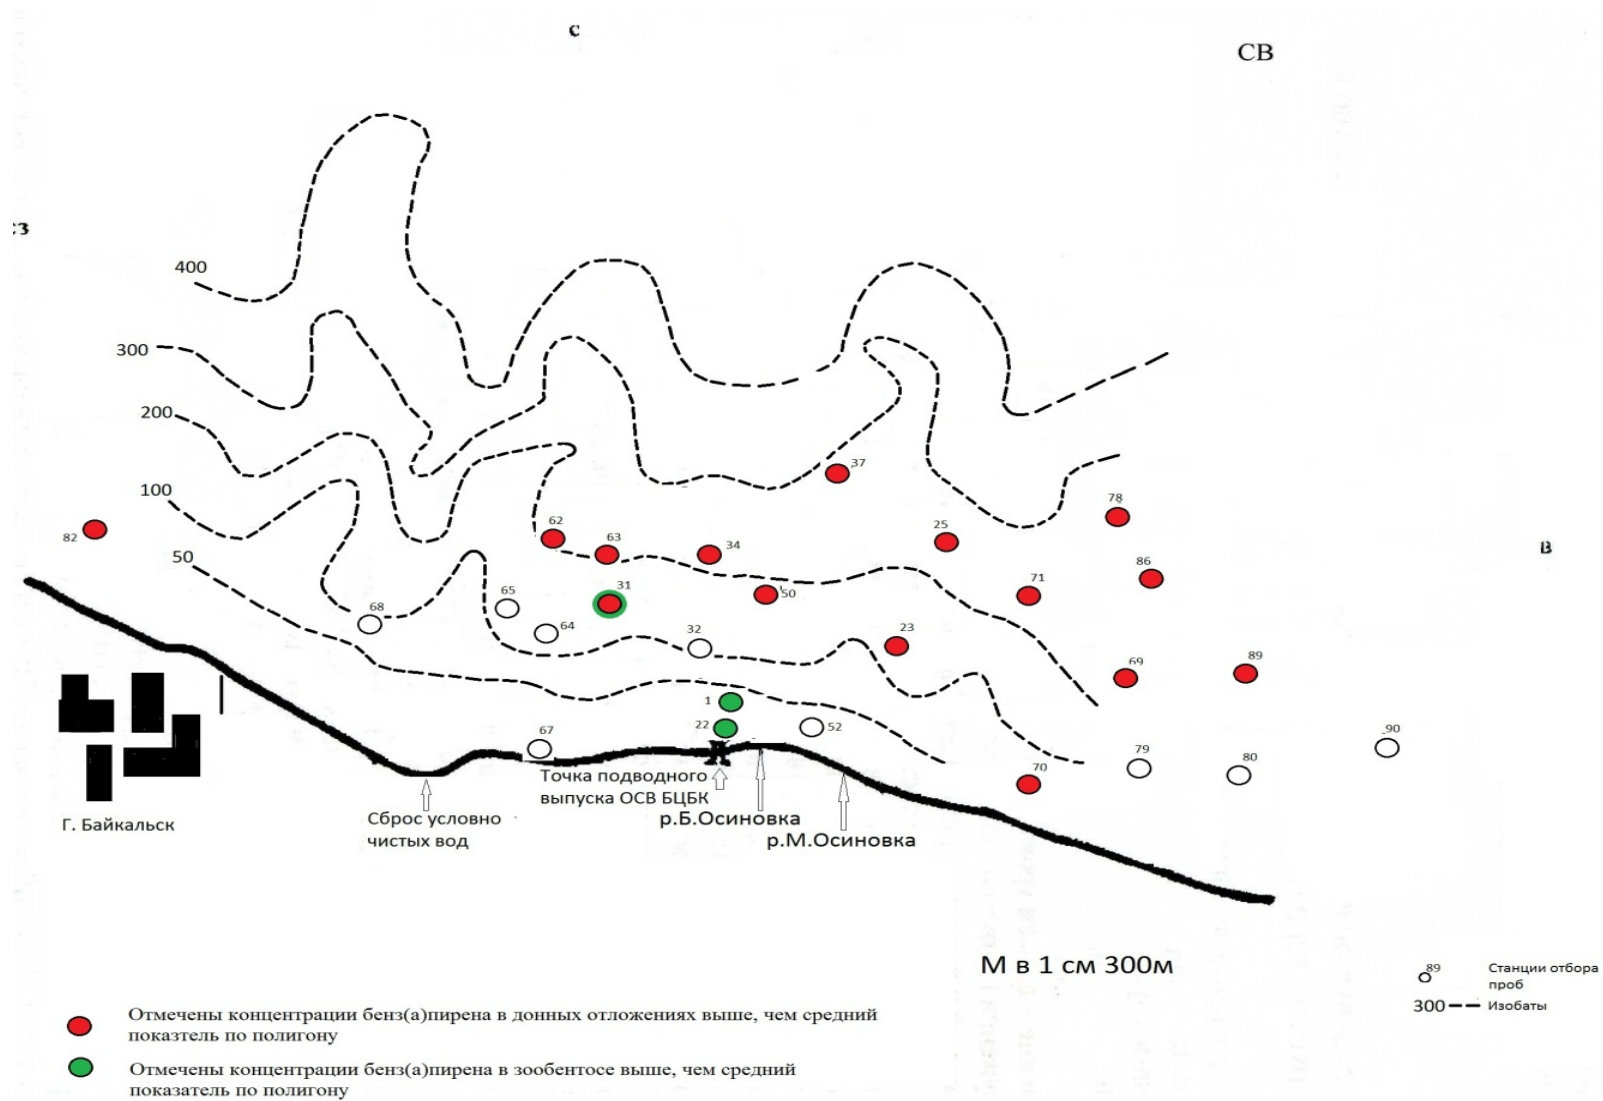 с
СВ
СЗ
400
300
200
100
50
82
37
62
63
34
25
78
86
71
50
31
65
64
68
32
23
69
89
1
22
52
67
79
80
90
70
Точка подводного
выпуска ОСВ БЦБК
р.Б.Осиновка
р.М.Осиновка
Сброс условно
чистых вод
Г. Байкальск
В
М в 1 см 300м
89 Станции отбора
проб
300 Изобаты
Отмечены концентрации бенз(а)пирена в донных отложениях выше, чем средний
показтель по полигону
Отмечены концентрации бенз(а)пирена в зообентосе выше, чем средний
показатель по полигону